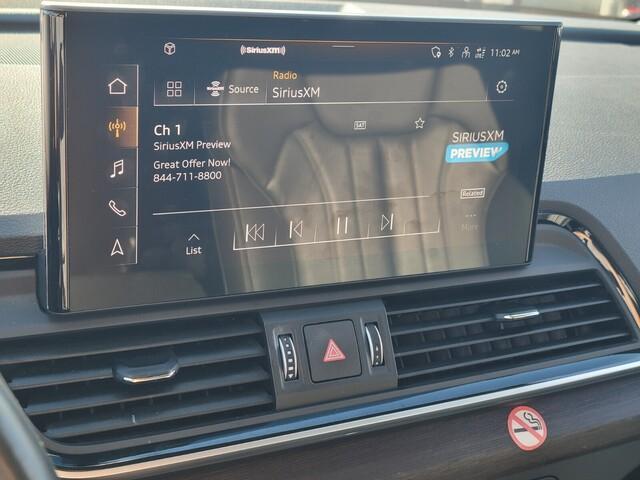 SiriusXM
11:02 AM
Radio
Source
SiriusXM
Ch 1
SAT
SiriusXM Preview
SIRIUSXM
PREVIEW
Great Offer Now!
844-711-8800
Related
List
More